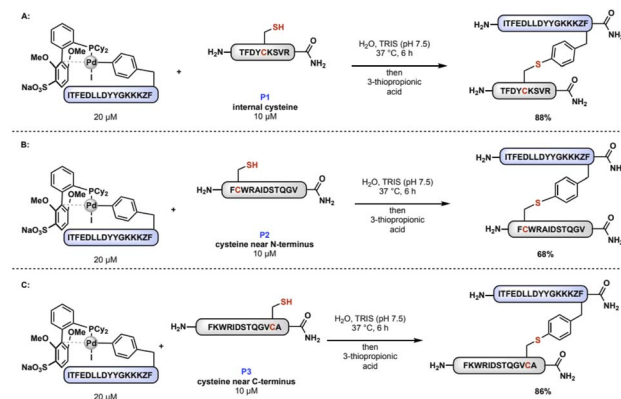 A:
MeO
OMe
PCy2
Pd
I
NaO3S
ITFEDLLDYYGKKKZF
20 µM
+
SH
H2N
TFDYCKSVR
O
NH2
P1
internal cysteine
10 µM
H2O, TRIS (pH 7.5)
37 °C, 6 h
then
3-thiopropionic
acid
H2N
ITFEDLLDYYGKKKZF
O
NH2
S
H2N
TFDYCKSVR
O
NH2
88%
B:
MeO
OMe
PCy2
Pd
I
NaO3S
ITFEDLLDYYGKKKZF
20 µM
+
SH
H2N
FCWRAIDSTQGV
O
NH2
P2
cysteine near N-terminus
10 µM
H2O, TRIS (pH 7.5)
37 °C, 6 h
then
3-thiopropionic
acid
H2N
ITFEDLLDYYGKKKZF
O
S
H2N
FCWRAIDSTQGV
O
NH2
68%
C:
MeO
OMe
PCy2
Pd
I
NaO3S
ITFEDLLDYYGKKKZF
20 µM
+
SH
H2N
FKWRIDSTQGVCA
O
NH2
P3
cysteine near C-terminus
10 µM
H2O, TRIS (pH 7.5)
37 °C, 6 h
then
3-thiopropionic
acid
H2N
ITFEDLLDYYGKKKZF
O
NH2
S
H2N
FKWRIDSTQGVCA
O
NH2
86%